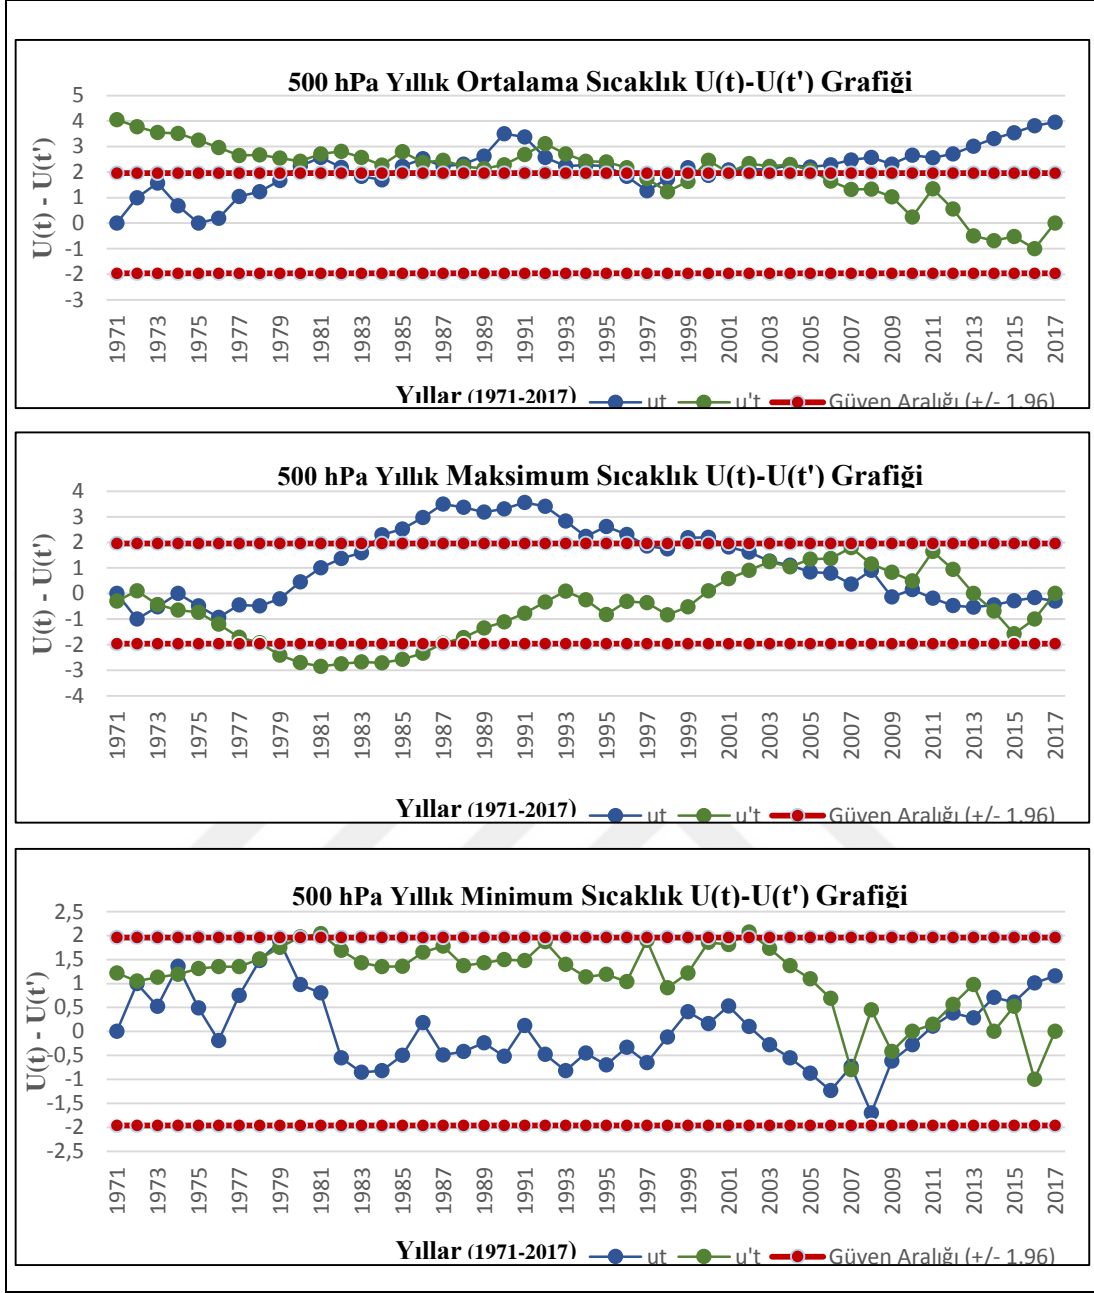 500 hPa Yıllık Ortalama Sıcaklık U(t)-U(t') Grafiği
U(t) - U(t')
5
4
3
2
1
0
-1
-2
-3
1971 1973 1975 1977 1979 1981 1983 1985 1987 1989 1991 1993 1995 1997 1999 2001 2003 2005 2007 2009 2011 2013 2015 2017
Yıllar (1971-2017) ut u't Güven Aralığı (+/- 1.96)
500 hPa Yıllık Maksimum Sıcaklık U(t)-U(t') Grafiği
U(t) - U(t')
4
3
2
1
0
-1
-2
-3
-4
1971 1973 1975 1977 1979 1981 1983 1985 1987 1989 1991 1993 1995 1997 1999 2001 2003 2005 2007 2009 2011 2013 2015 2017
Yıllar (1971-2017) ut u't Güven Aralığı (+/- 1.96)
500 hPa Yıllık Minimum Sıcaklık U(t)-U(t') Grafiği
U(t) - U(t')
2,5
2
1,5
1
0,5
0
-0,5
-1
-1,5
-2
-2,5
1971 1973 1975 1977 1979 1981 1983 1985 1987 1989 1991 1993 1995 1997 1999 2001 2003 2005 2007 2009 2011 2013 2015 2017
Yıllar (1971-2017) ut u't Güven Aralığı (+/- 1.96)